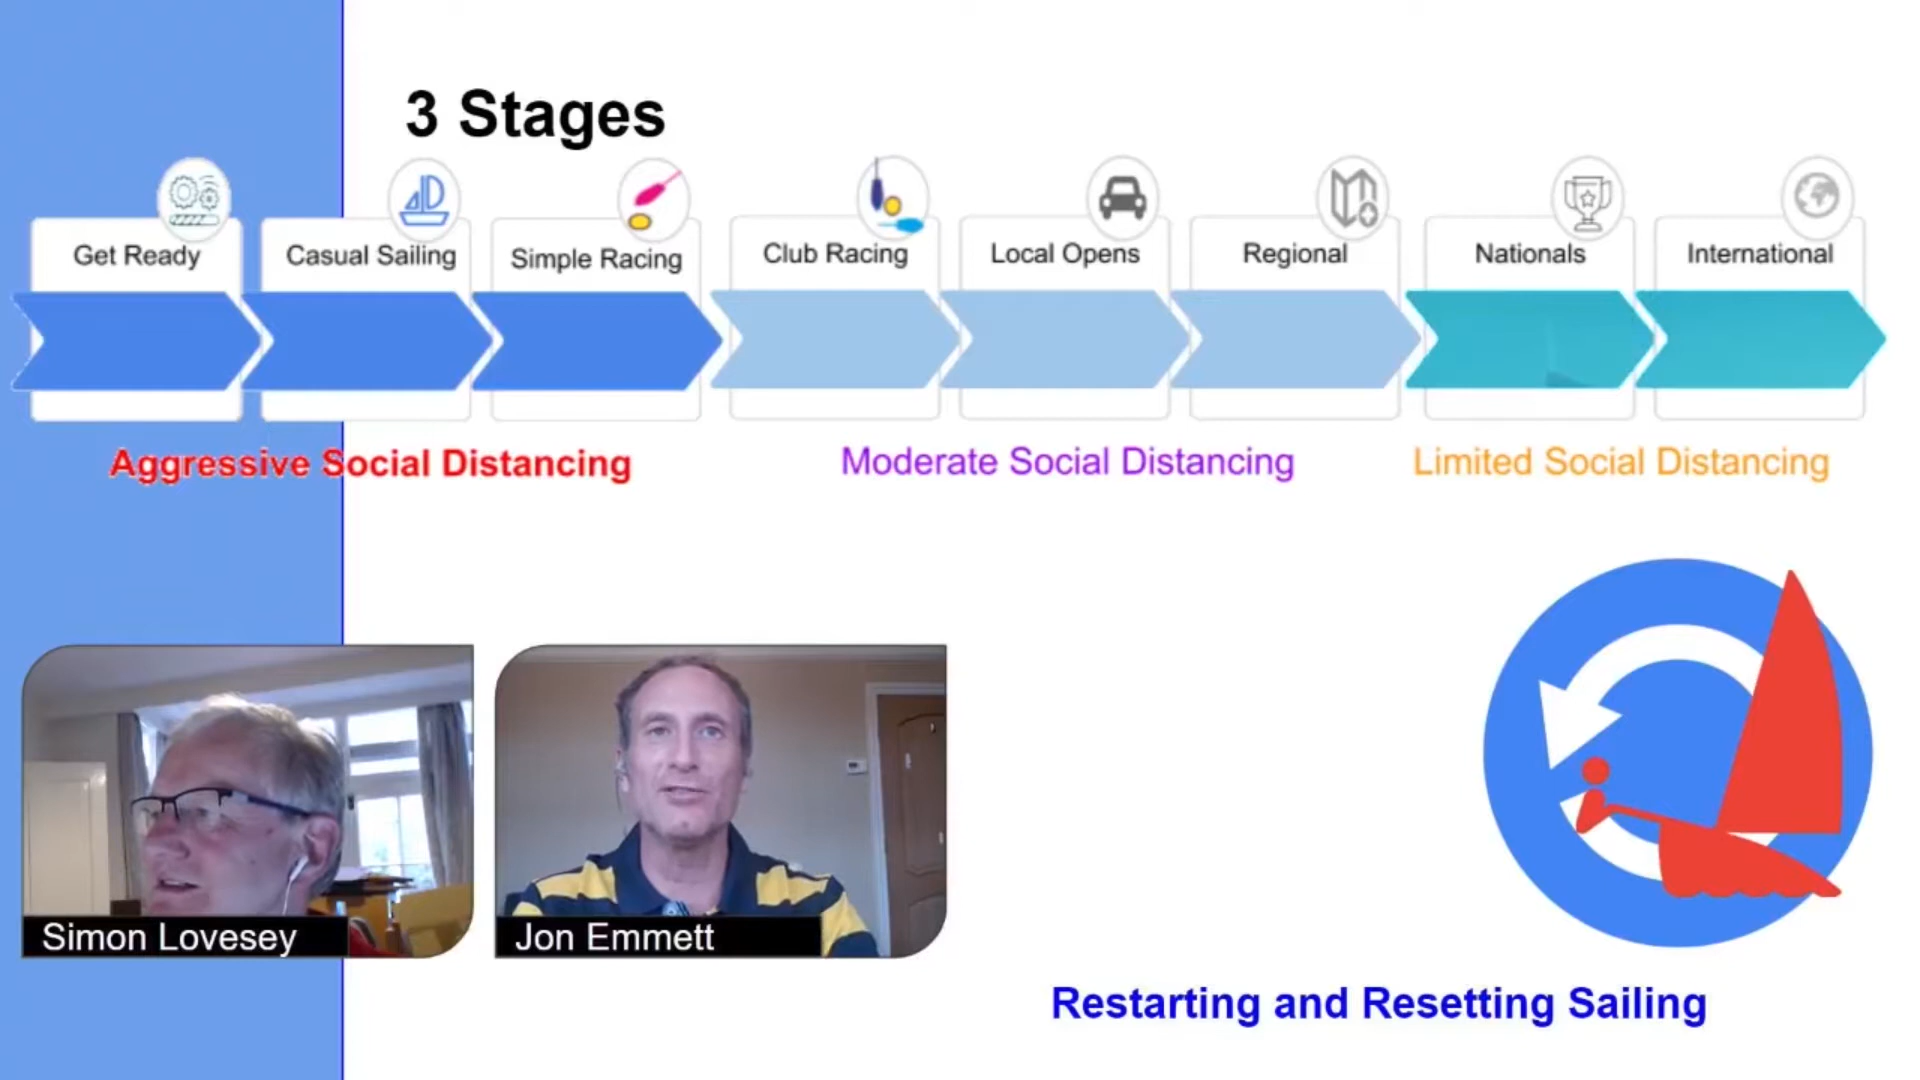 3 Stages
Get Ready
Casual Sailing
Simple Racing
Club Racing
Local Opens
Regional
Nationals
International
Aggressive Social Distancing
Moderate Social Distancing
Limited Social Distancing
Simon Lovesey
Jon Emmett
Restarting and Resetting Sailing